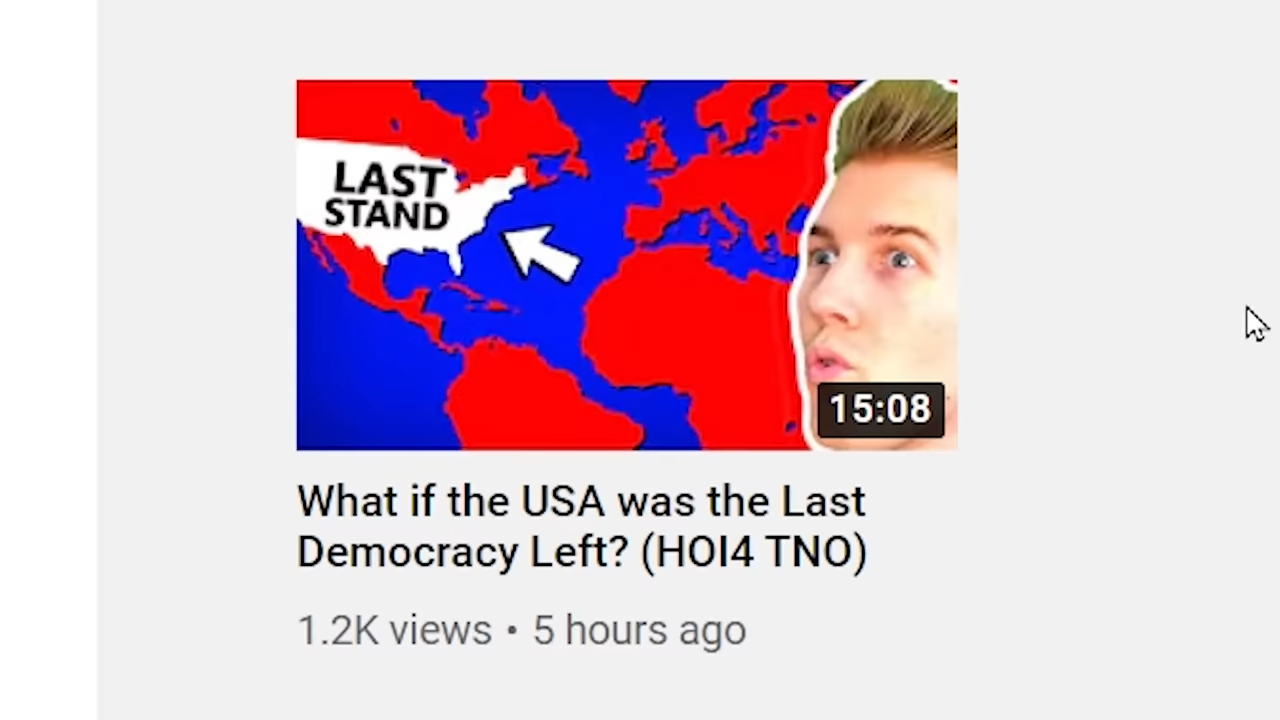 LAST
STAND
15:08
What if the USA was the Last
Democracy Left? (HOI4 TNO)
1.2K views • 5 hours ago